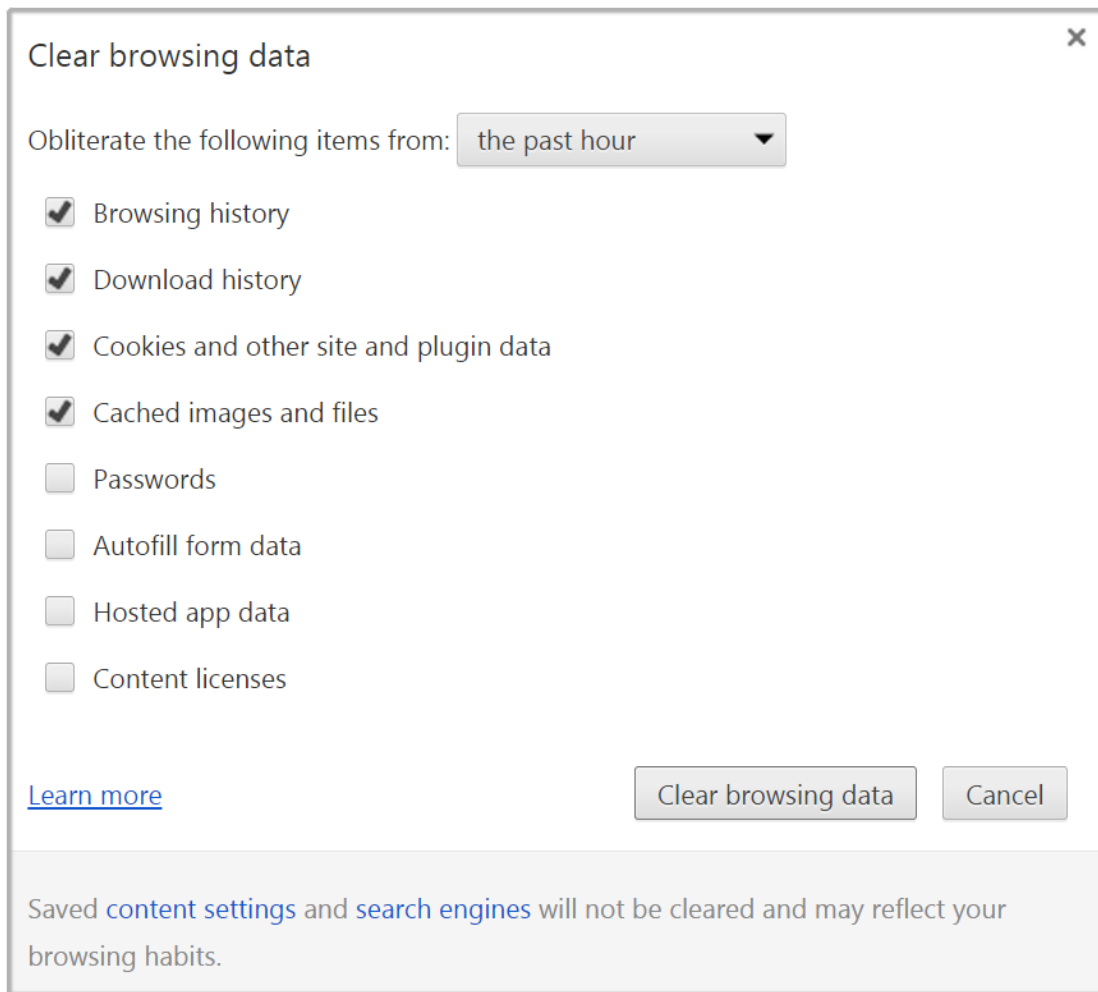 Clear browsing data
Obliterate the following items from: the past hour
Browsing history
Download history
Cookies and other site and plugin data
Cached images and files
Passwords
Autofill form data
Hosted app data
Content licenses
Learn more Clear browsing data Cancel
Saved content settings and search engines will not be cleared and may reflect your
browsing habits.